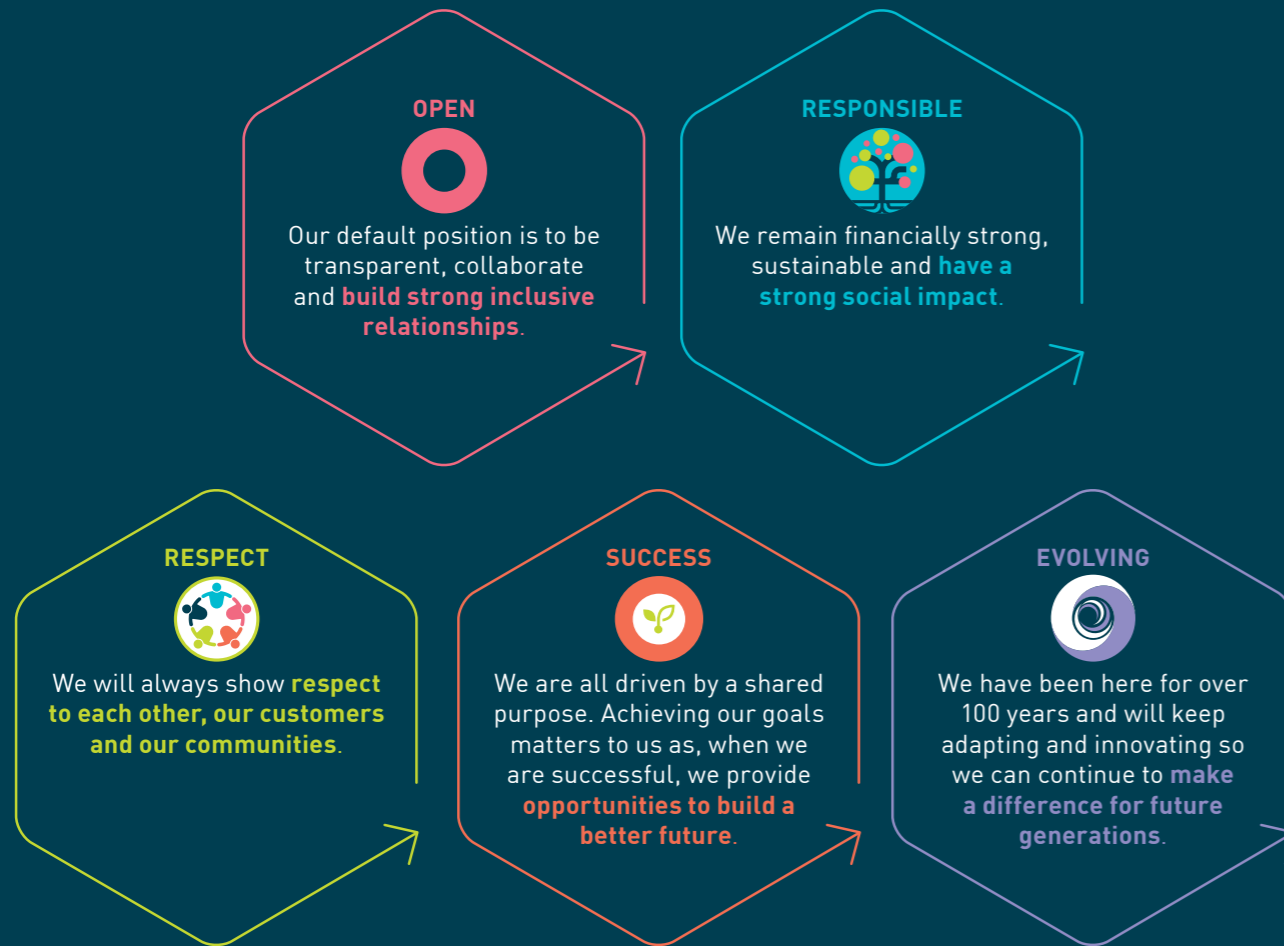 OPEN
Our default position is to be
transparent, collaborate
and build strong inclusive
relationships.
RESPONSIBLE
We remain financially strong,
sustainable and have a
strong social impact.
RESPECT
We will always show respect
to each other, our customers
and our communities.
SUCCESS
We are all driven by a shared
purpose. Achieving our goals
matters to us as, when we
are successful, we provide
opportunities to build a
better future.
EVOLVING
We have been here for over
100 years and will keep
adapting and innovating so
we can continue to make
a difference for future
generations.